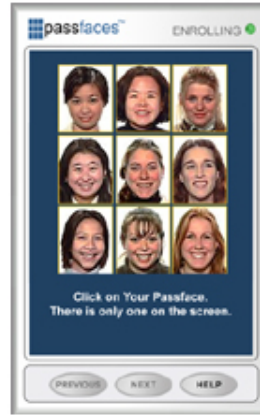 passfaces™
ENROLLING
Click on Your Passface.
There is only one on the screen.
PREVIOUS
NEXT
HELP